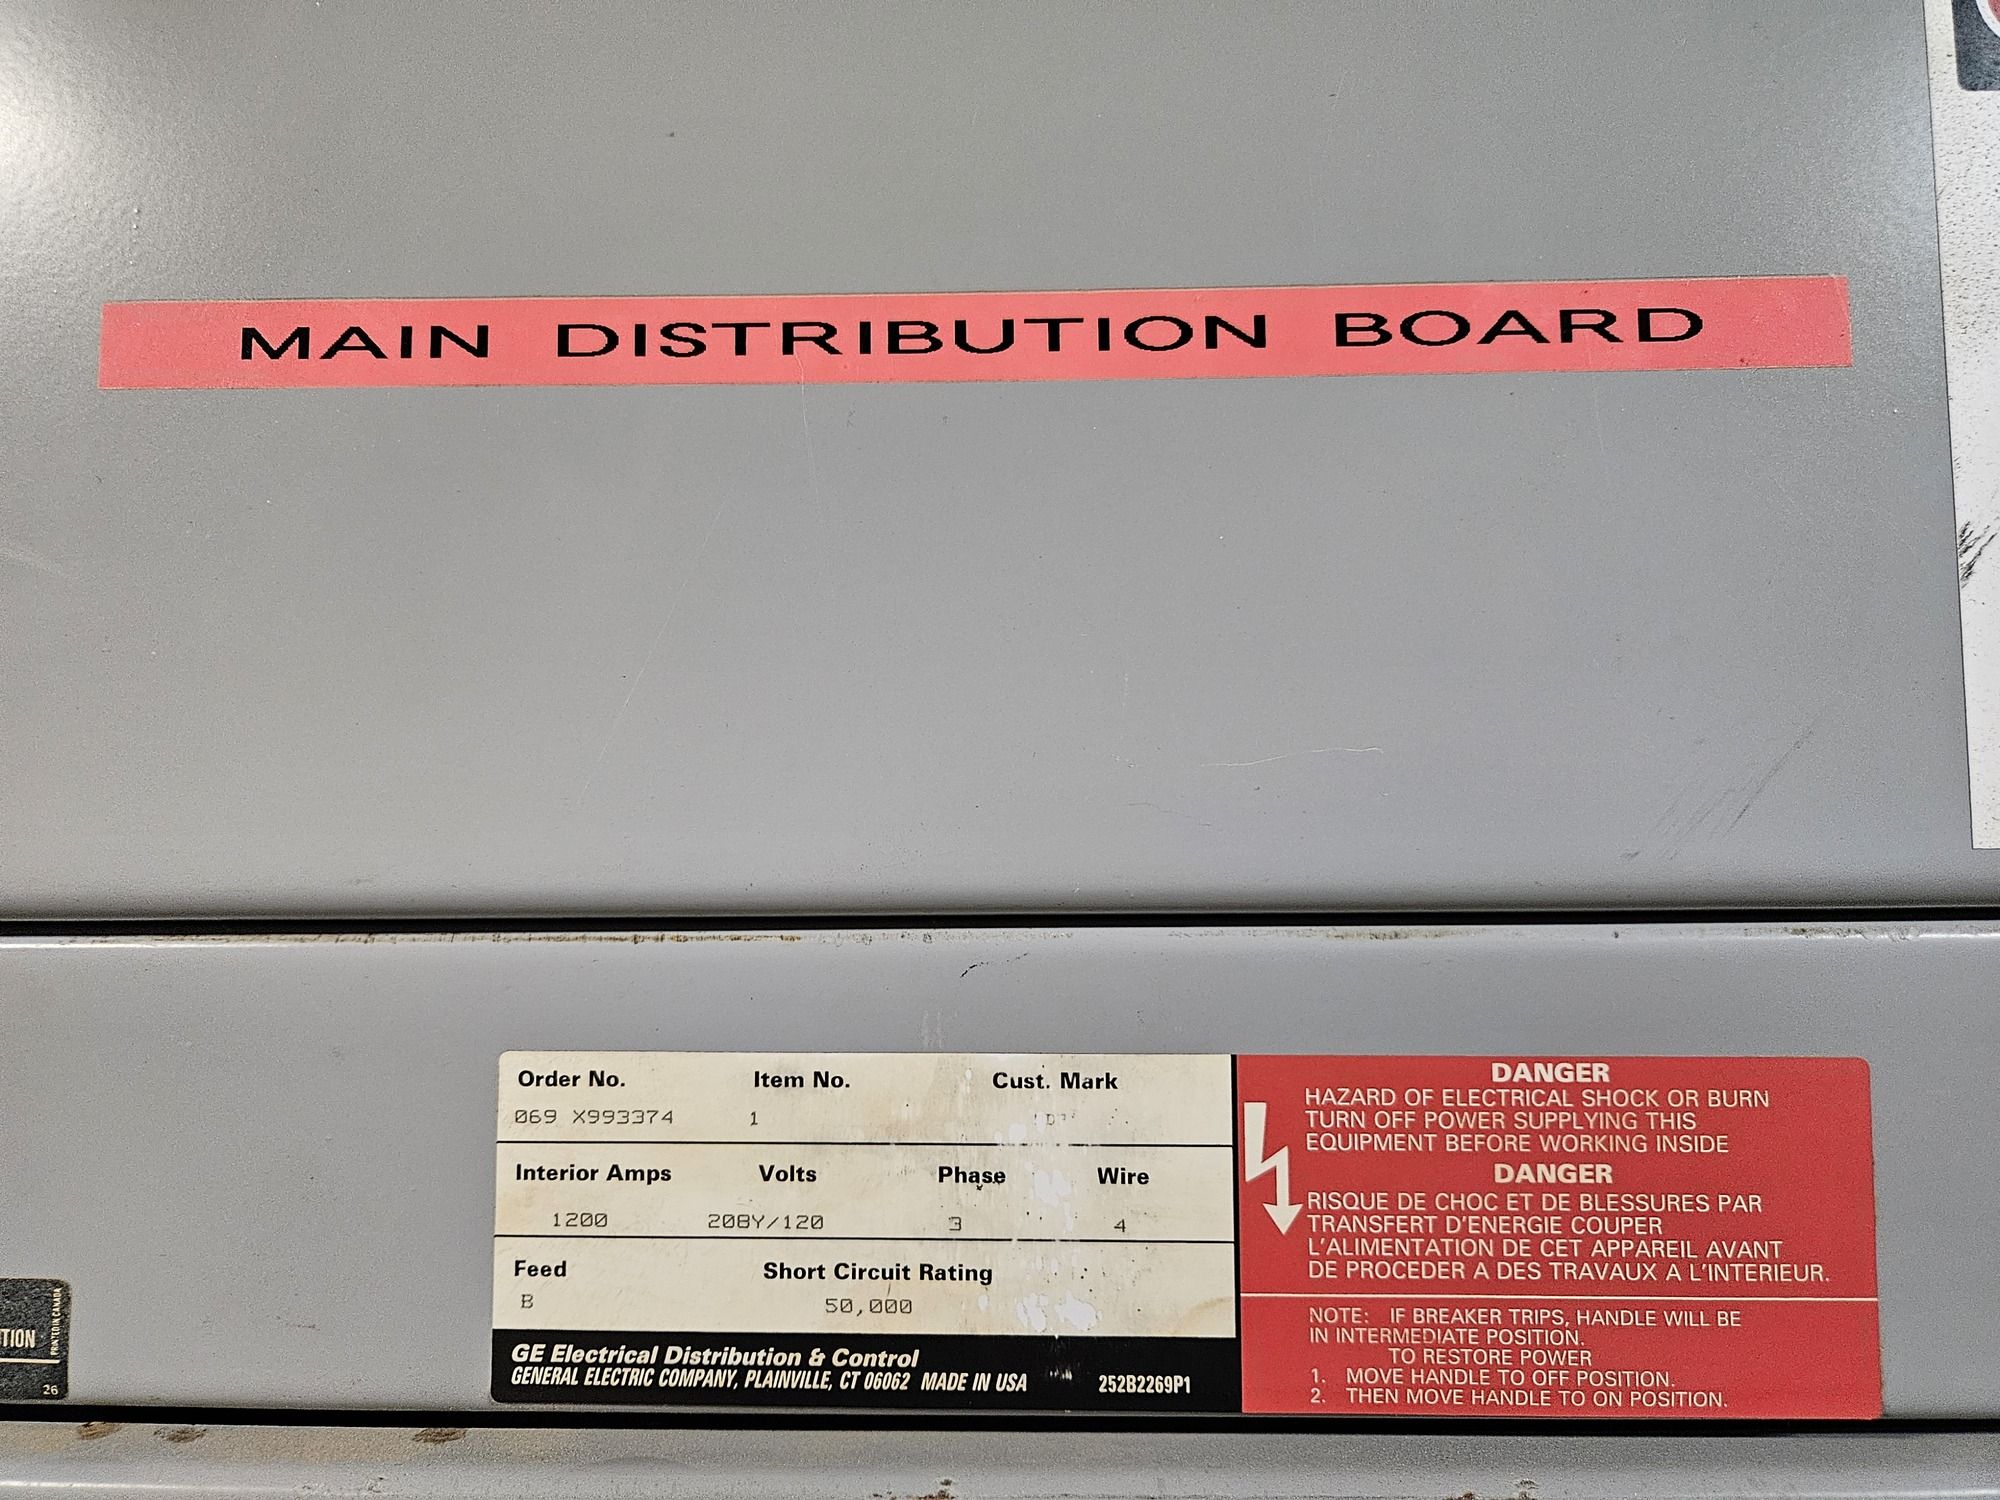 MAIN DISTRIBUTION BOARD
Order No. Item No. Cust. Mark
069 X993374 1
Interior Amps Volts Phase Wire
1200 208Y/120 3 4
Feed Short Circuit Rating
B 50,000
GE Electrical Distribution & Control
GENERAL ELECTRIC COMPANY, PLAINVILLE, CT 06062 MADE IN USA 252B2269P1
DANGER
HAZARD OF ELECTRICAL SHOCK OR BURN
TURN OFF POWER SUPPLYING THIS
EQUIPMENT BEFORE WORKING INSIDE
DANGER
RISQUE DE CHOC ET DE BLESSURES PAR
TRANSFERT D'ENERGIE COUPER
L'ALIMENTATION DE CET APPAREIL AVANT
DE PROCEDER A DES TRAVAUX A L'INTERIEUR.
NOTE: IF BREAKER TRIPS, HANDLE WILL BE
IN INTERMEDIATE POSITION.
TO RESTORE POWER
1. MOVE HANDLE TO OFF POSITION.
2. THEN MOVE HANDLE TO ON POSITION.
TION
PRINTED IN CANADA
26